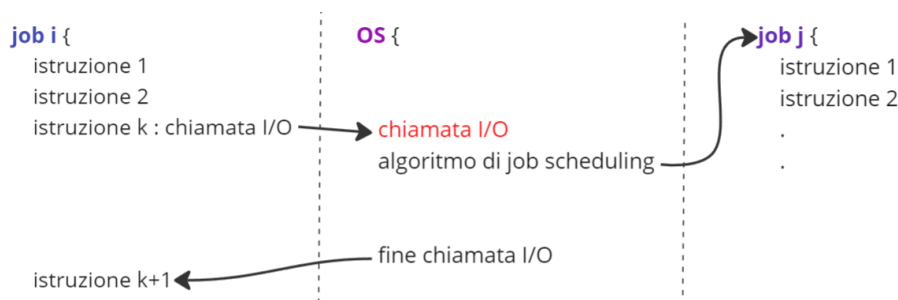 job i {
istruzione 1
istruzione 2
istruzione k : chiamata I/O
istruzione k+1
OS {
chiamata I/O
algoritmo di job scheduling
fine chiamata I/O
job j {
istruzione 1
istruzione 2
.
.